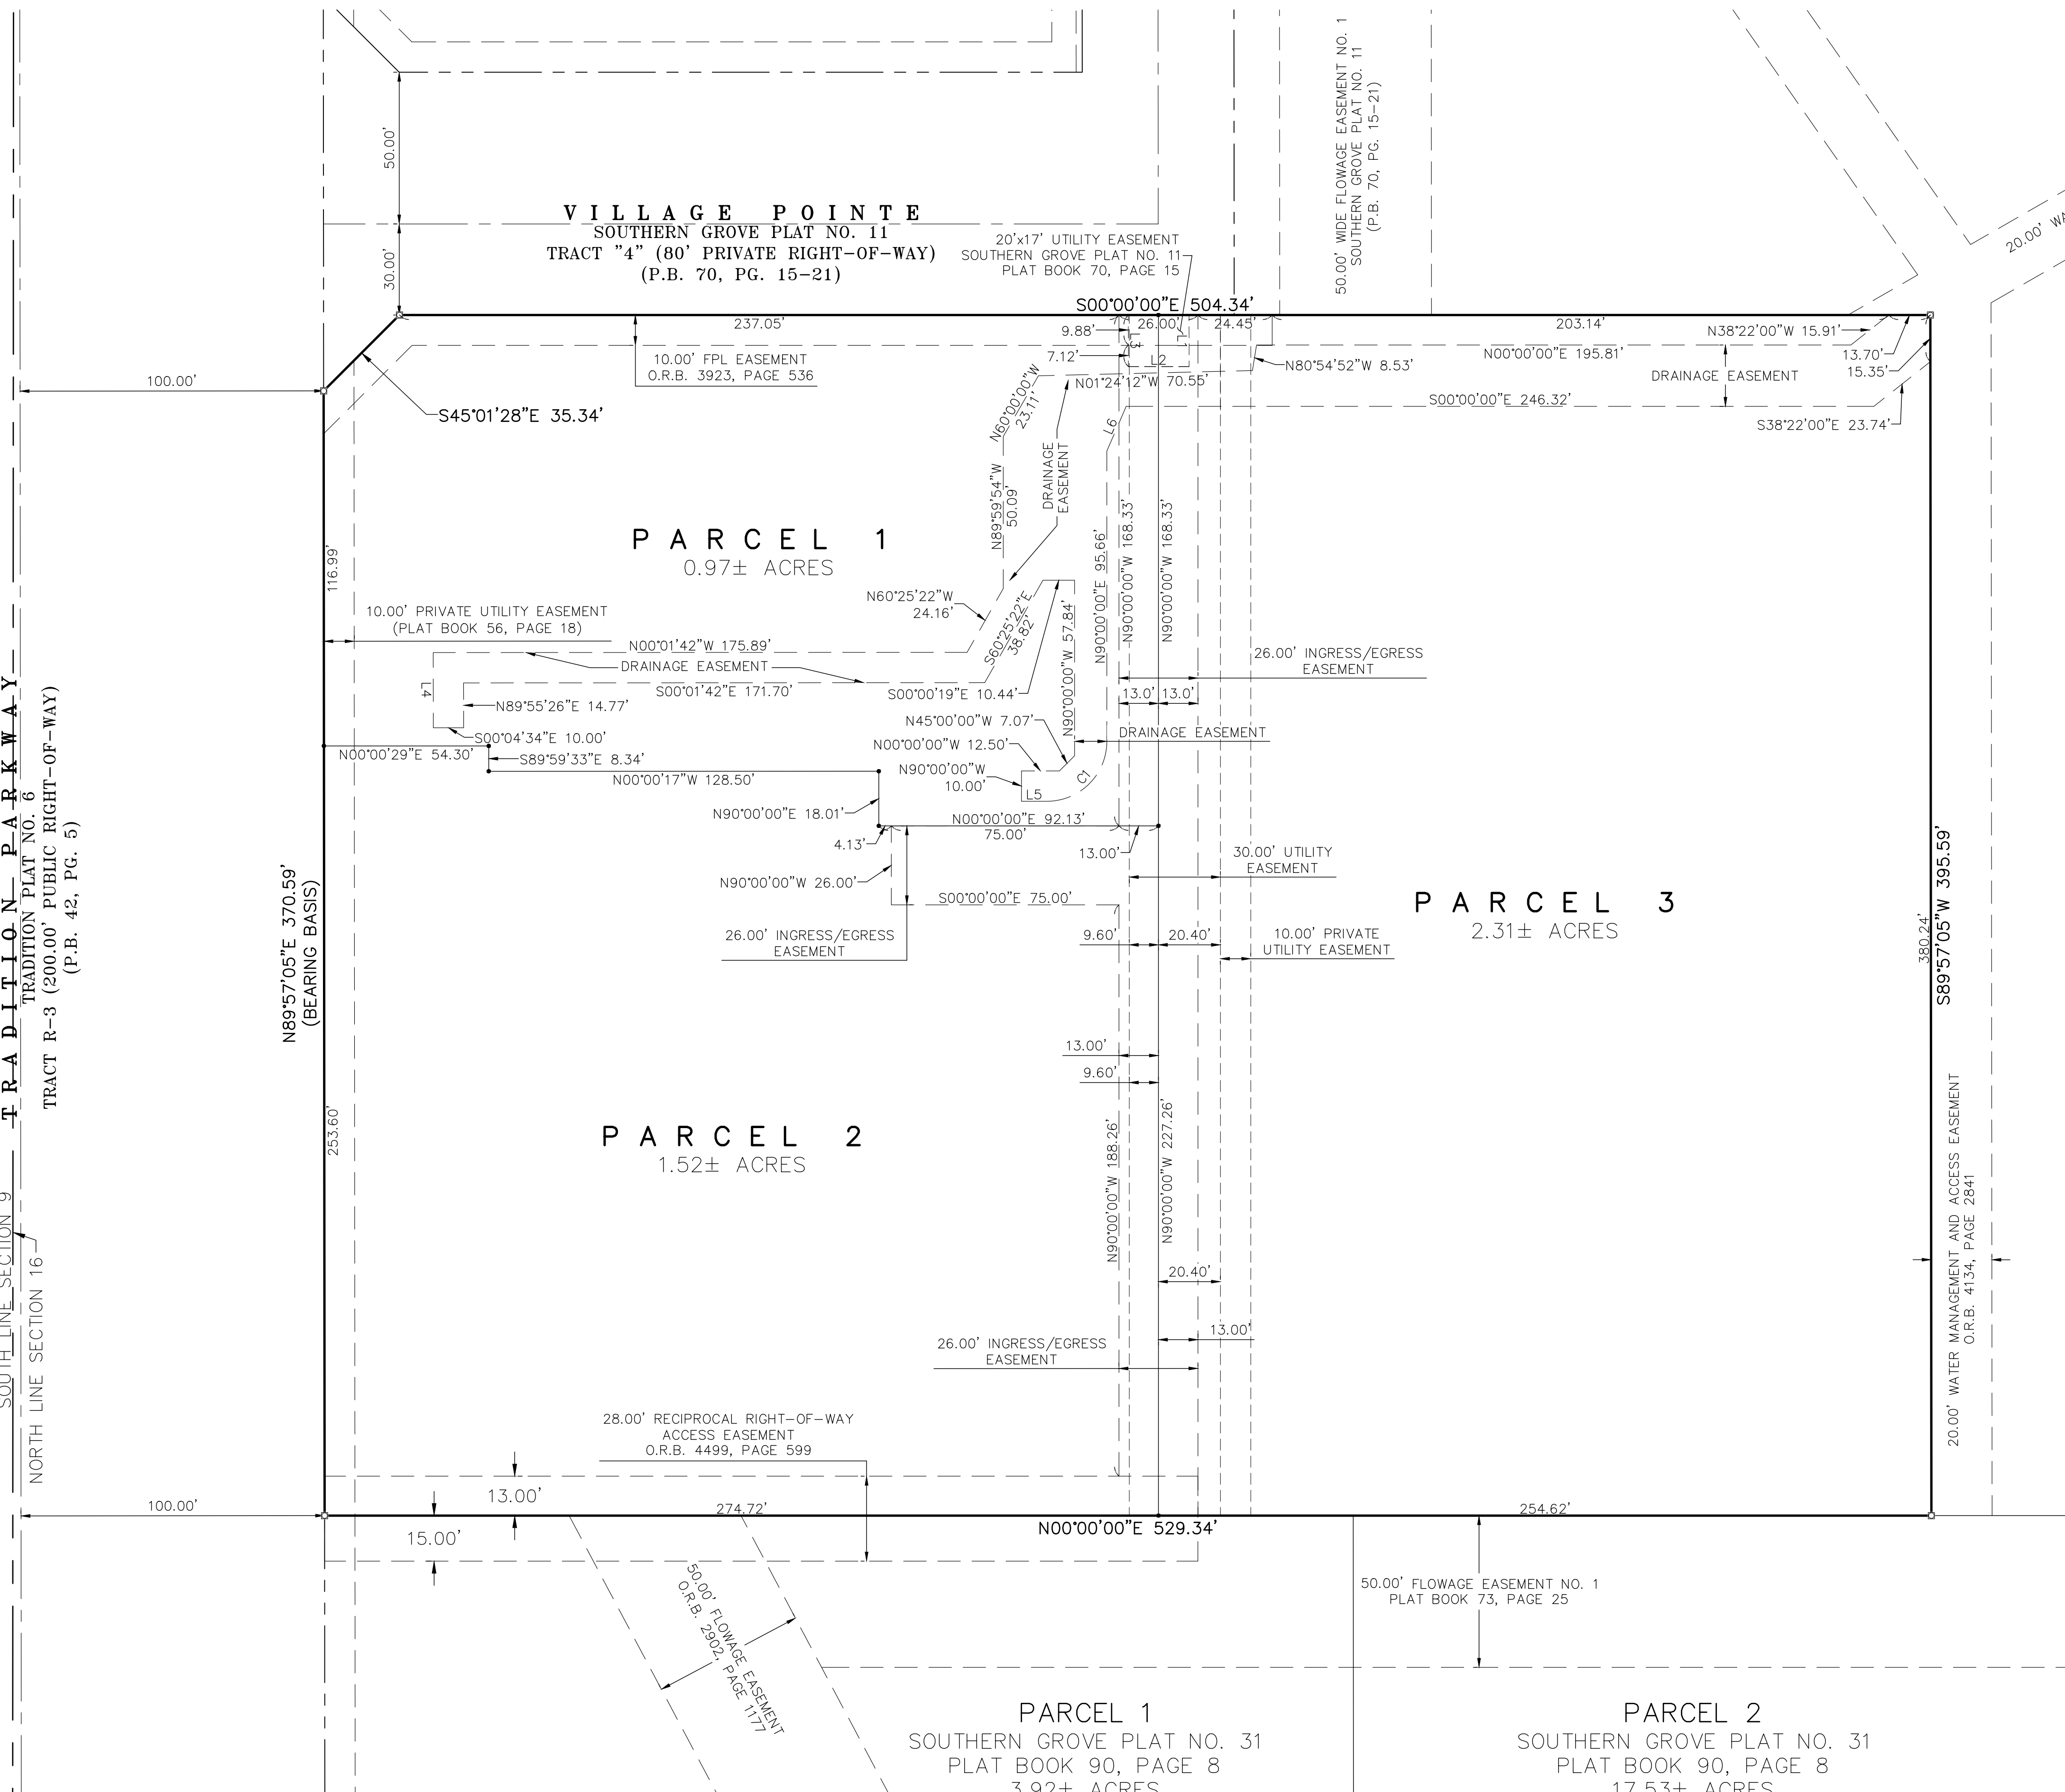 50.00'
30.00'
V I L L A G E P O I N T E
SOUTHERN GROVE PLAT NO. 11
TRACT "4" (80' PRIVATE RIGHT-OF-WAY)
(P.B. 70, PG. 15-21)
20'x17' UTILITY EASEMENT
SOUTHERN GROVE PLAT NO. 11
PLAT BOOK 70, PAGE 15
50.00' WIDE FLOWAGE EASEMENT NO. 1
SOUTHERN GROVE PLAT NO. 11
(P.B. 70, PG. 15-21)
20.00' WA
S00°00'00"E 504.34'
237.05'
26.00'
24.45'
203.14'
9.88'
7.12'
L3
L1
L2
N38°22'00"W 15.91'
13.70'
15.35'
10.00' FPL EASEMENT
O.R.B. 3923, PAGE 536
N01°24'12"W 70.55'
N80°54'52"W 8.53'
N00°00'00"E 195.81'
DRAINAGE EASEMENT
100.00'
S45°01'28"E 35.34'
N60°00'00"W
23.11'
L6
S00°00'00"E 246.32'
S38°22'00"E 23.74'
DRAINAGE
EASEMENT
N89°59'54"W
50.09'
N90°00'00"E 95.66'
N90°00'00"W 168.33'
N90°00'00"W 168.33'
P A R C E L 1
0.97± ACRES
116.99'
10.00' PRIVATE UTILITY EASEMENT
(PLAT BOOK 56, PAGE 18)
N60°25'22"W
24.16'
S60°25'22"E
38.82'
N90°00'00"W 57.84'
N00°01'42"W 175.89'
DRAINAGE EASEMENT
S00°01'42"E 171.70'
L4
N89°55'26"E 14.77'
S00°04'34"E 10.00'
S00°00'19"E 10.44'
26.00' INGRESS/EGRESS
EASEMENT
13.0'
13.0'
N45°00'00"W 7.07'
N00°00'00"W 12.50'
DRAINAGE EASEMENT
N90°00'00"W
10.00'
L5
C1
N00°00'29"E 54.30'
S89°59'33"E 8.34'
N00°00'17"W 128.50'
N90°00'00"E 18.01'
N00°00'00"E 92.13'
75.00'
4.13'
13.00'
N90°00'00"W 26.00'
S00°00'00"E 75.00'
30.00' UTILITY
EASEMENT
26.00' INGRESS/EGRESS
EASEMENT
9.60'
20.40'
10.00' PRIVATE
UTILITY EASEMENT
P A R C E L 3
2.31± ACRES
380.24'
S89°57'05"W 395.59'
T R A D I T I O N P A R K W A Y
TRADITION PLAT NO. 6
TRACT R-3 (200.00' PUBLIC RIGHT-OF-WAY)
(P.B. 42, PG. 5)
N89°57'05"E 370.59'
(BEARING BASIS)
13.00'
9.60'
P A R C E L 2
1.52± ACRES
253.60'
N90°00'00"W 188.26'
N90°00'00"W 227.26'
20.40'
13.00'
26.00' INGRESS/EGRESS
EASEMENT
20.00' WATER MANAGEMENT AND ACCESS EASEMENT
O.R.B. 4134, PAGE 2841
SOUTH LINE SECTION 9
NORTH LINE SECTION 16
28.00' RECIPROCAL RIGHT-OF-WAY
ACCESS EASEMENT
O.R.B. 4499, PAGE 599
100.00'
13.00'
15.00'
274.72'
N00°00'00"E 529.34'
254.62'
50.00' FLOWAGE EASEMENT
O.R.B. 2902, PAGE 1177
50.00' FLOWAGE EASEMENT NO. 1
PLAT BOOK 73, PAGE 25
PARCEL 1
SOUTHERN GROVE PLAT NO. 31
PLAT BOOK 90, PAGE 8
3.92± ACRES
PARCEL 2
SOUTHERN GROVE PLAT NO. 31
PLAT BOOK 90, PAGE 8
17.53± ACRES